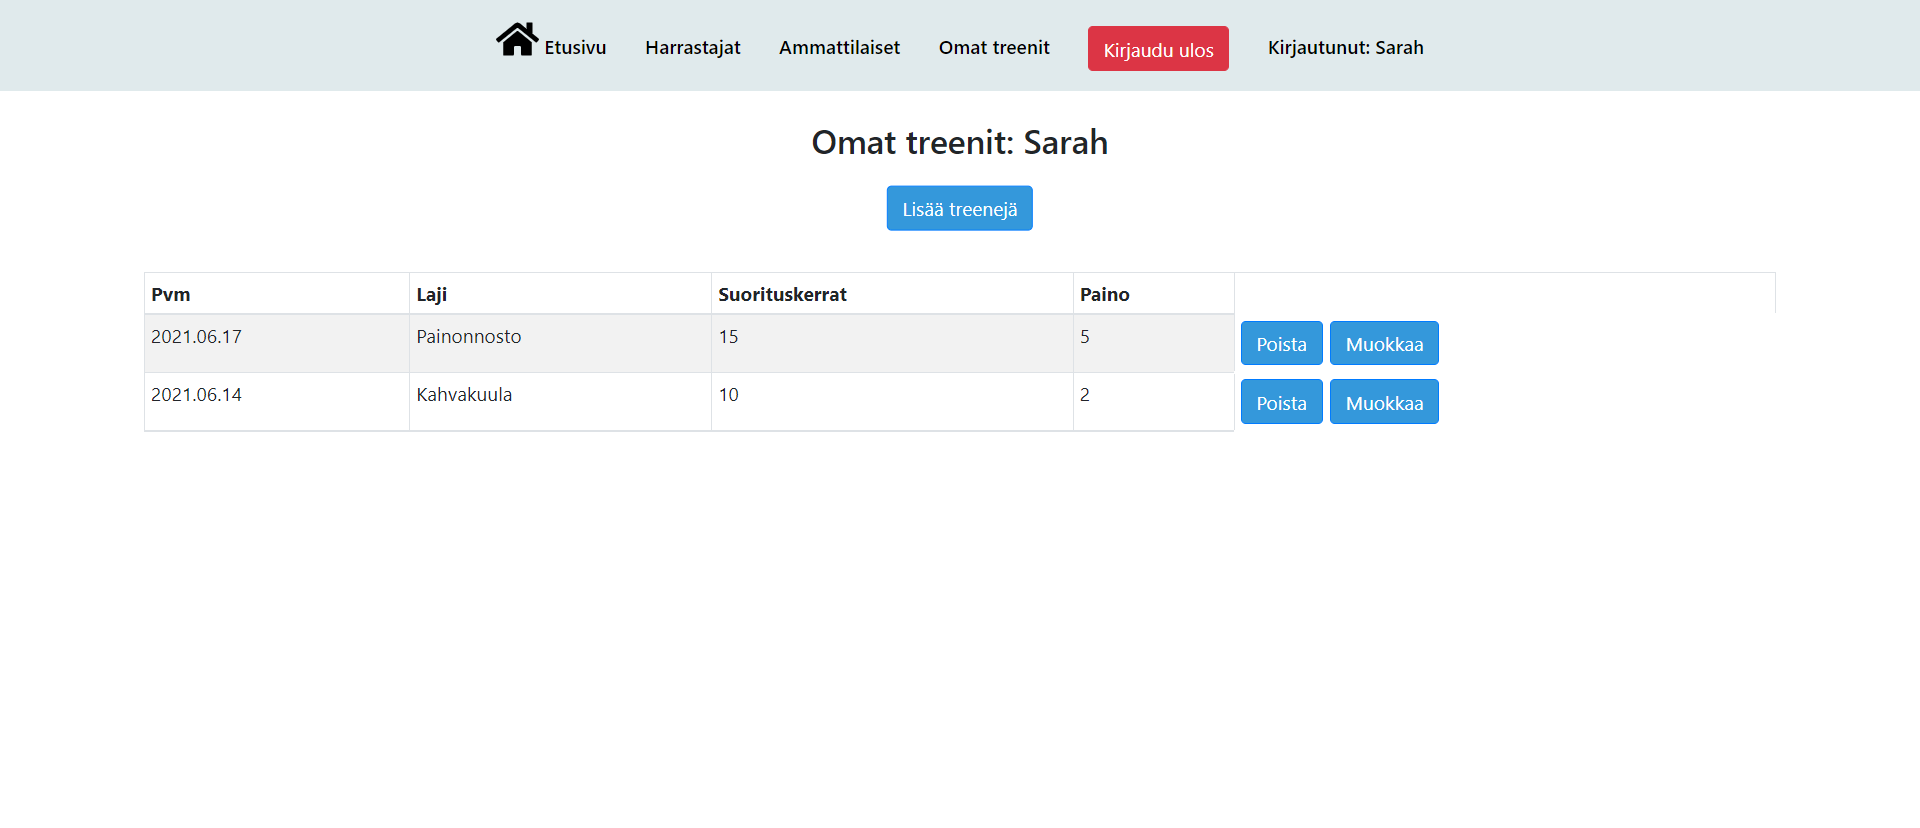 Etusivu Harrastajat Ammattilaiset Omat treenit Kirjaudu ulos Kirjautunut: Sarah
Omat treenit: Sarah
Lisää treenejä
Pvm Laji Suorituskerrat Paino
2021.06.17 Painonnosto 15 5 Poista Muokkaa
2021.06.14 Kahvakuula 10 2 Poista Muokkaa